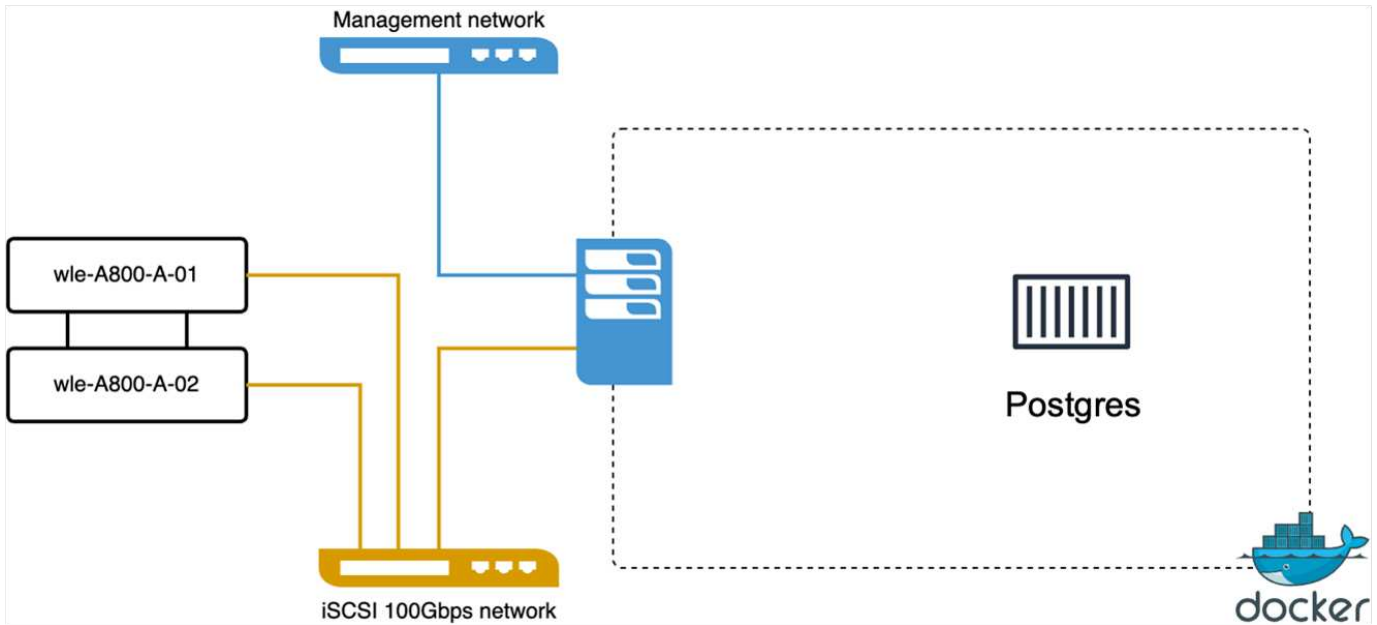 Management network
wle-A800-A-01
wle-A800-A-02
Postgres
iSCSI 100Gbps network
docker